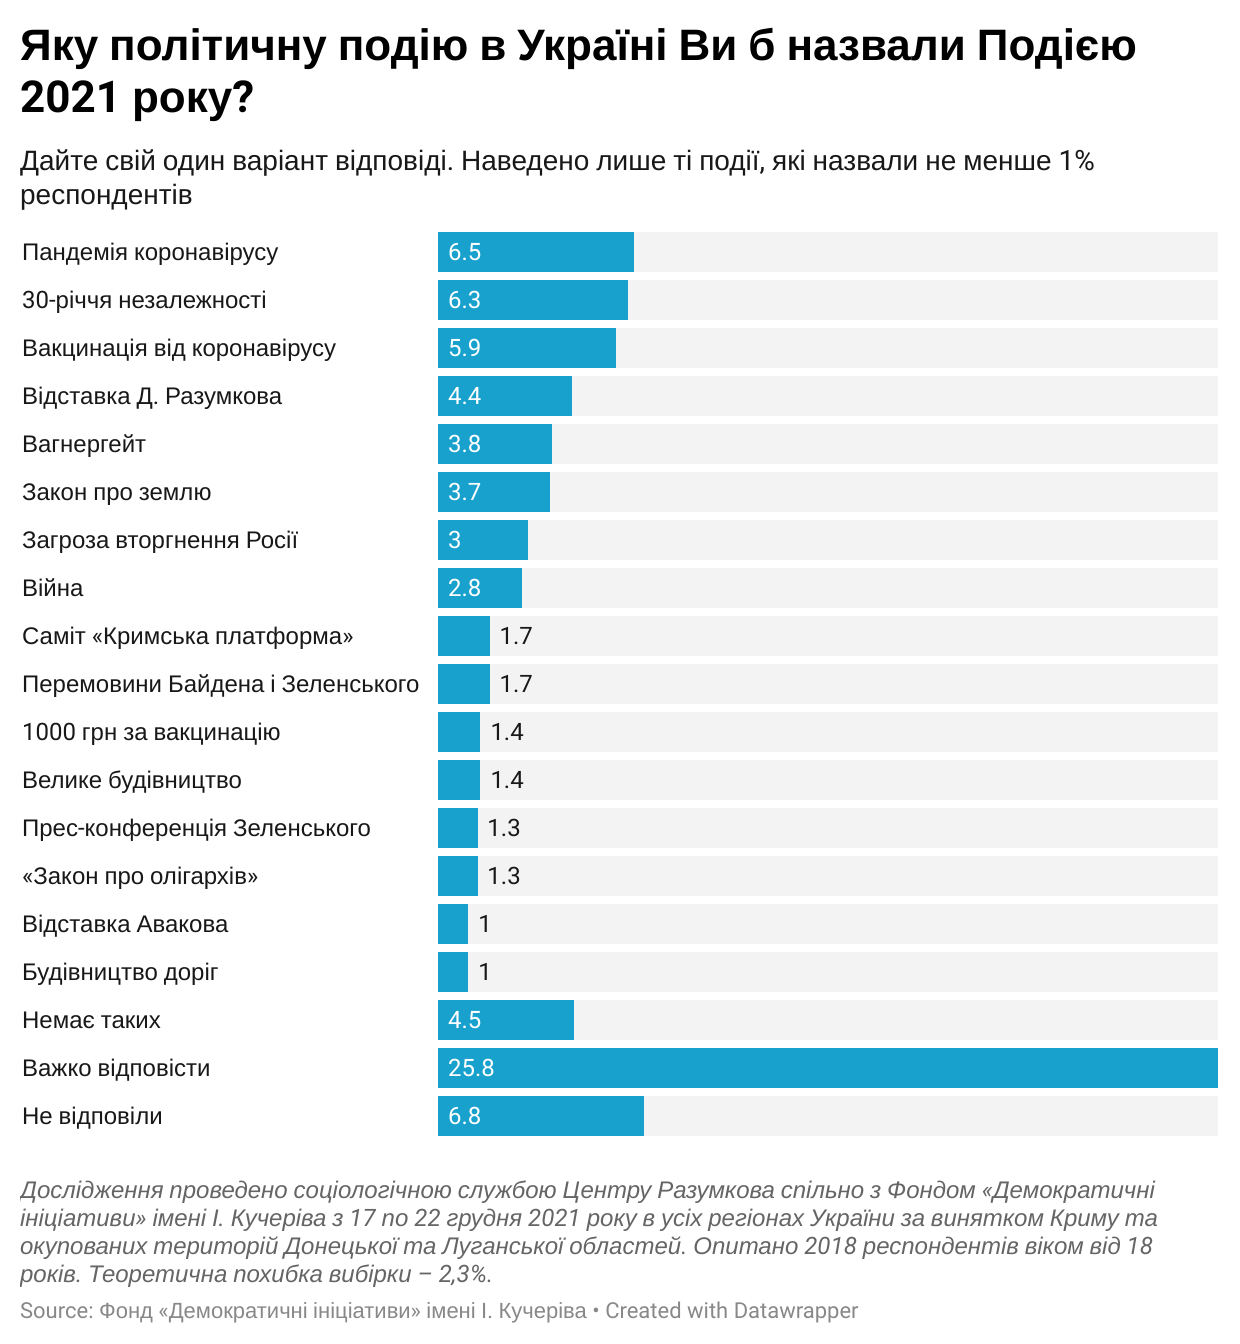 Яку політичну подію в Україні Ви б назвали Подією
2021 року?
Дайте свій один варіант відповіді. Наведено лише ті події, які назвали не менше 1%
респондентів
Пандемія коронавірусу 6.5
30-річчя незалежності 6.3
Вакцинація від коронавірусу 5.9
Відставка Д. Разумкова 4.4
Вагнергейт 3.8
Закон про землю 3.7
Загроза вторгнення Росії 3
Війна 2.8
Саміт «Кримська платформа» 1.7
Перемовини Байдена і Зеленського 1.7
1000 грн за вакцинацію 1.4
Велике будівництво 1.4
Прес-конференція Зеленського 1.3
«Закон про олігархів» 1.3
Відставка Авакова 1
Будівництво доріг 1
Немає таких 4.5
Важко відповісти 25.8
Не відповіли 6.8
Дослідження проведено соціологічною службою Центру Разумкова спільно з Фондом «Демократичні
ініціативи» імені І. Кучеріва з 17 по 22 грудня 2021 року в усіх регіонах України за винятком Криму та
окупованих територій Донецької та Луганської областей. Опитано 2018 респондентів віком від 18
років. Теоретична похибка вибірки – 2,3%.
Source: Фонд «Демократичні ініціативи» імені І. Кучеріва • Created with Datawrapper